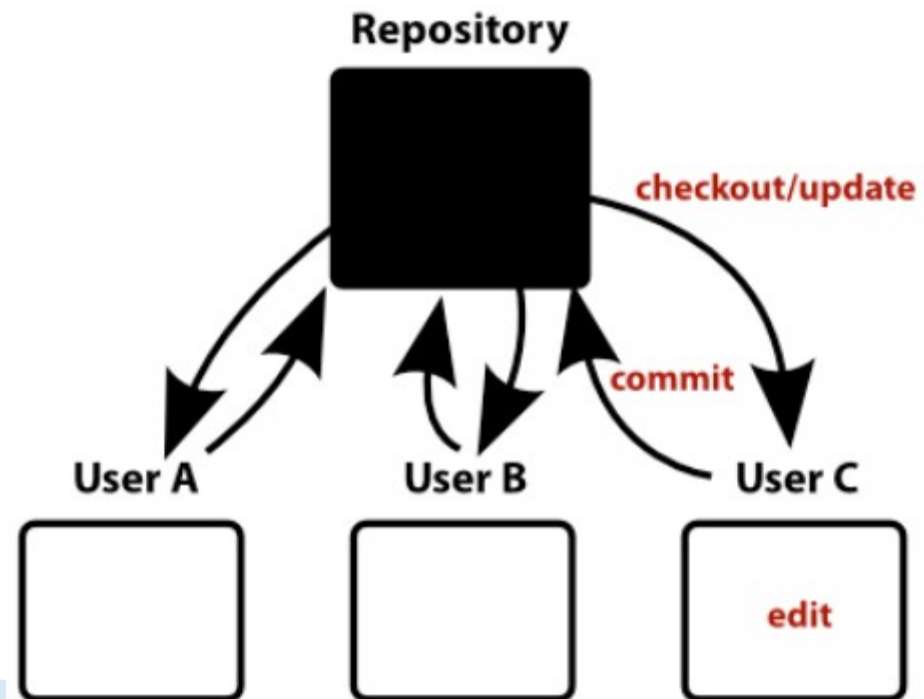 Repository
checkout/update
commit
User A
User B
User C
edit